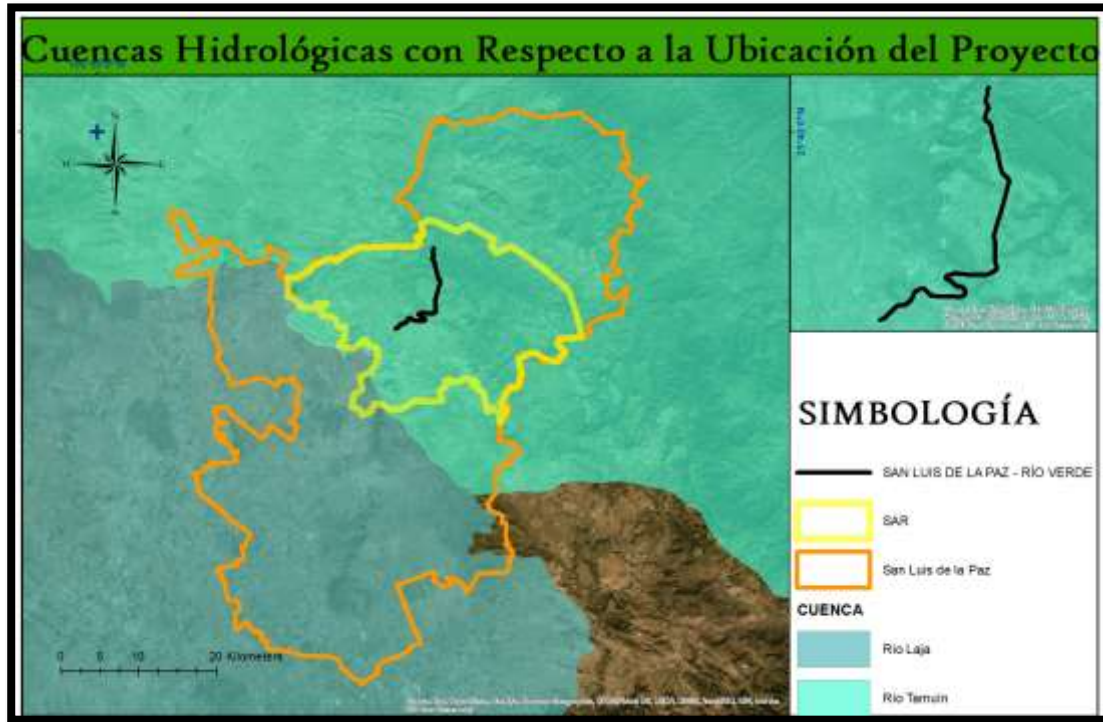 Cuencas Hidrológicas con Respecto a la Ubicación del Proyecto
N
SIMBOLOGÍA
SAN LUIS DE LA PAZ - RÍO VERDE
SAR
San Luis de la Paz
CUENCA
Río Laja
Río Tamuín
0 5 10 20 Kilometers